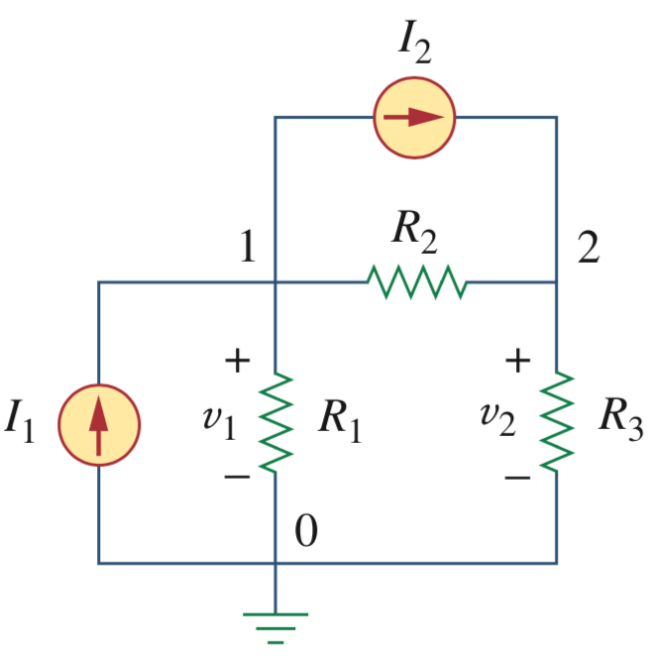 I₂
R₂
1
2
+
+
I₁
v₁
R₁
v₂
R₃
−
−
0